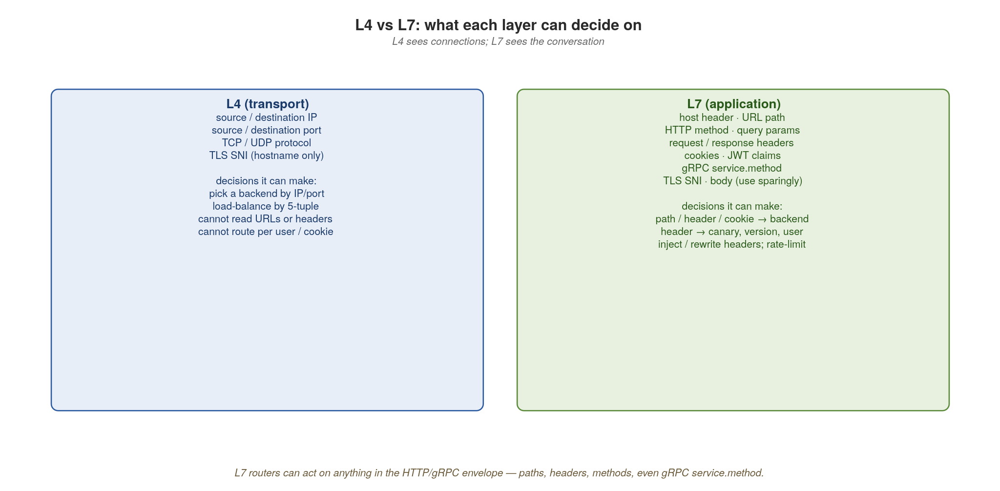 L4 vs L7: what each layer can decide on
L4 sees connections; L7 sees the conversation
L4 (transport)
source / destination IP
source / destination port
TCP / UDP protocol
TLS SNI (hostname only)
decisions it can make:
pick a backend by IP/port
load-balance by 5-tuple
cannot read URLs or headers
cannot route per user / cookie
L7 (application)
host header · URL path
HTTP method · query params
request / response headers
cookies · JWT claims
gRPC service.method
TLS SNI · body (use sparingly)
decisions it can make:
path / header / cookie → backend
header → canary, version, user
inject / rewrite headers; rate-limit
L7 routers can act on anything in the HTTP/gRPC envelope — paths, headers, methods, even gRPC service.method.